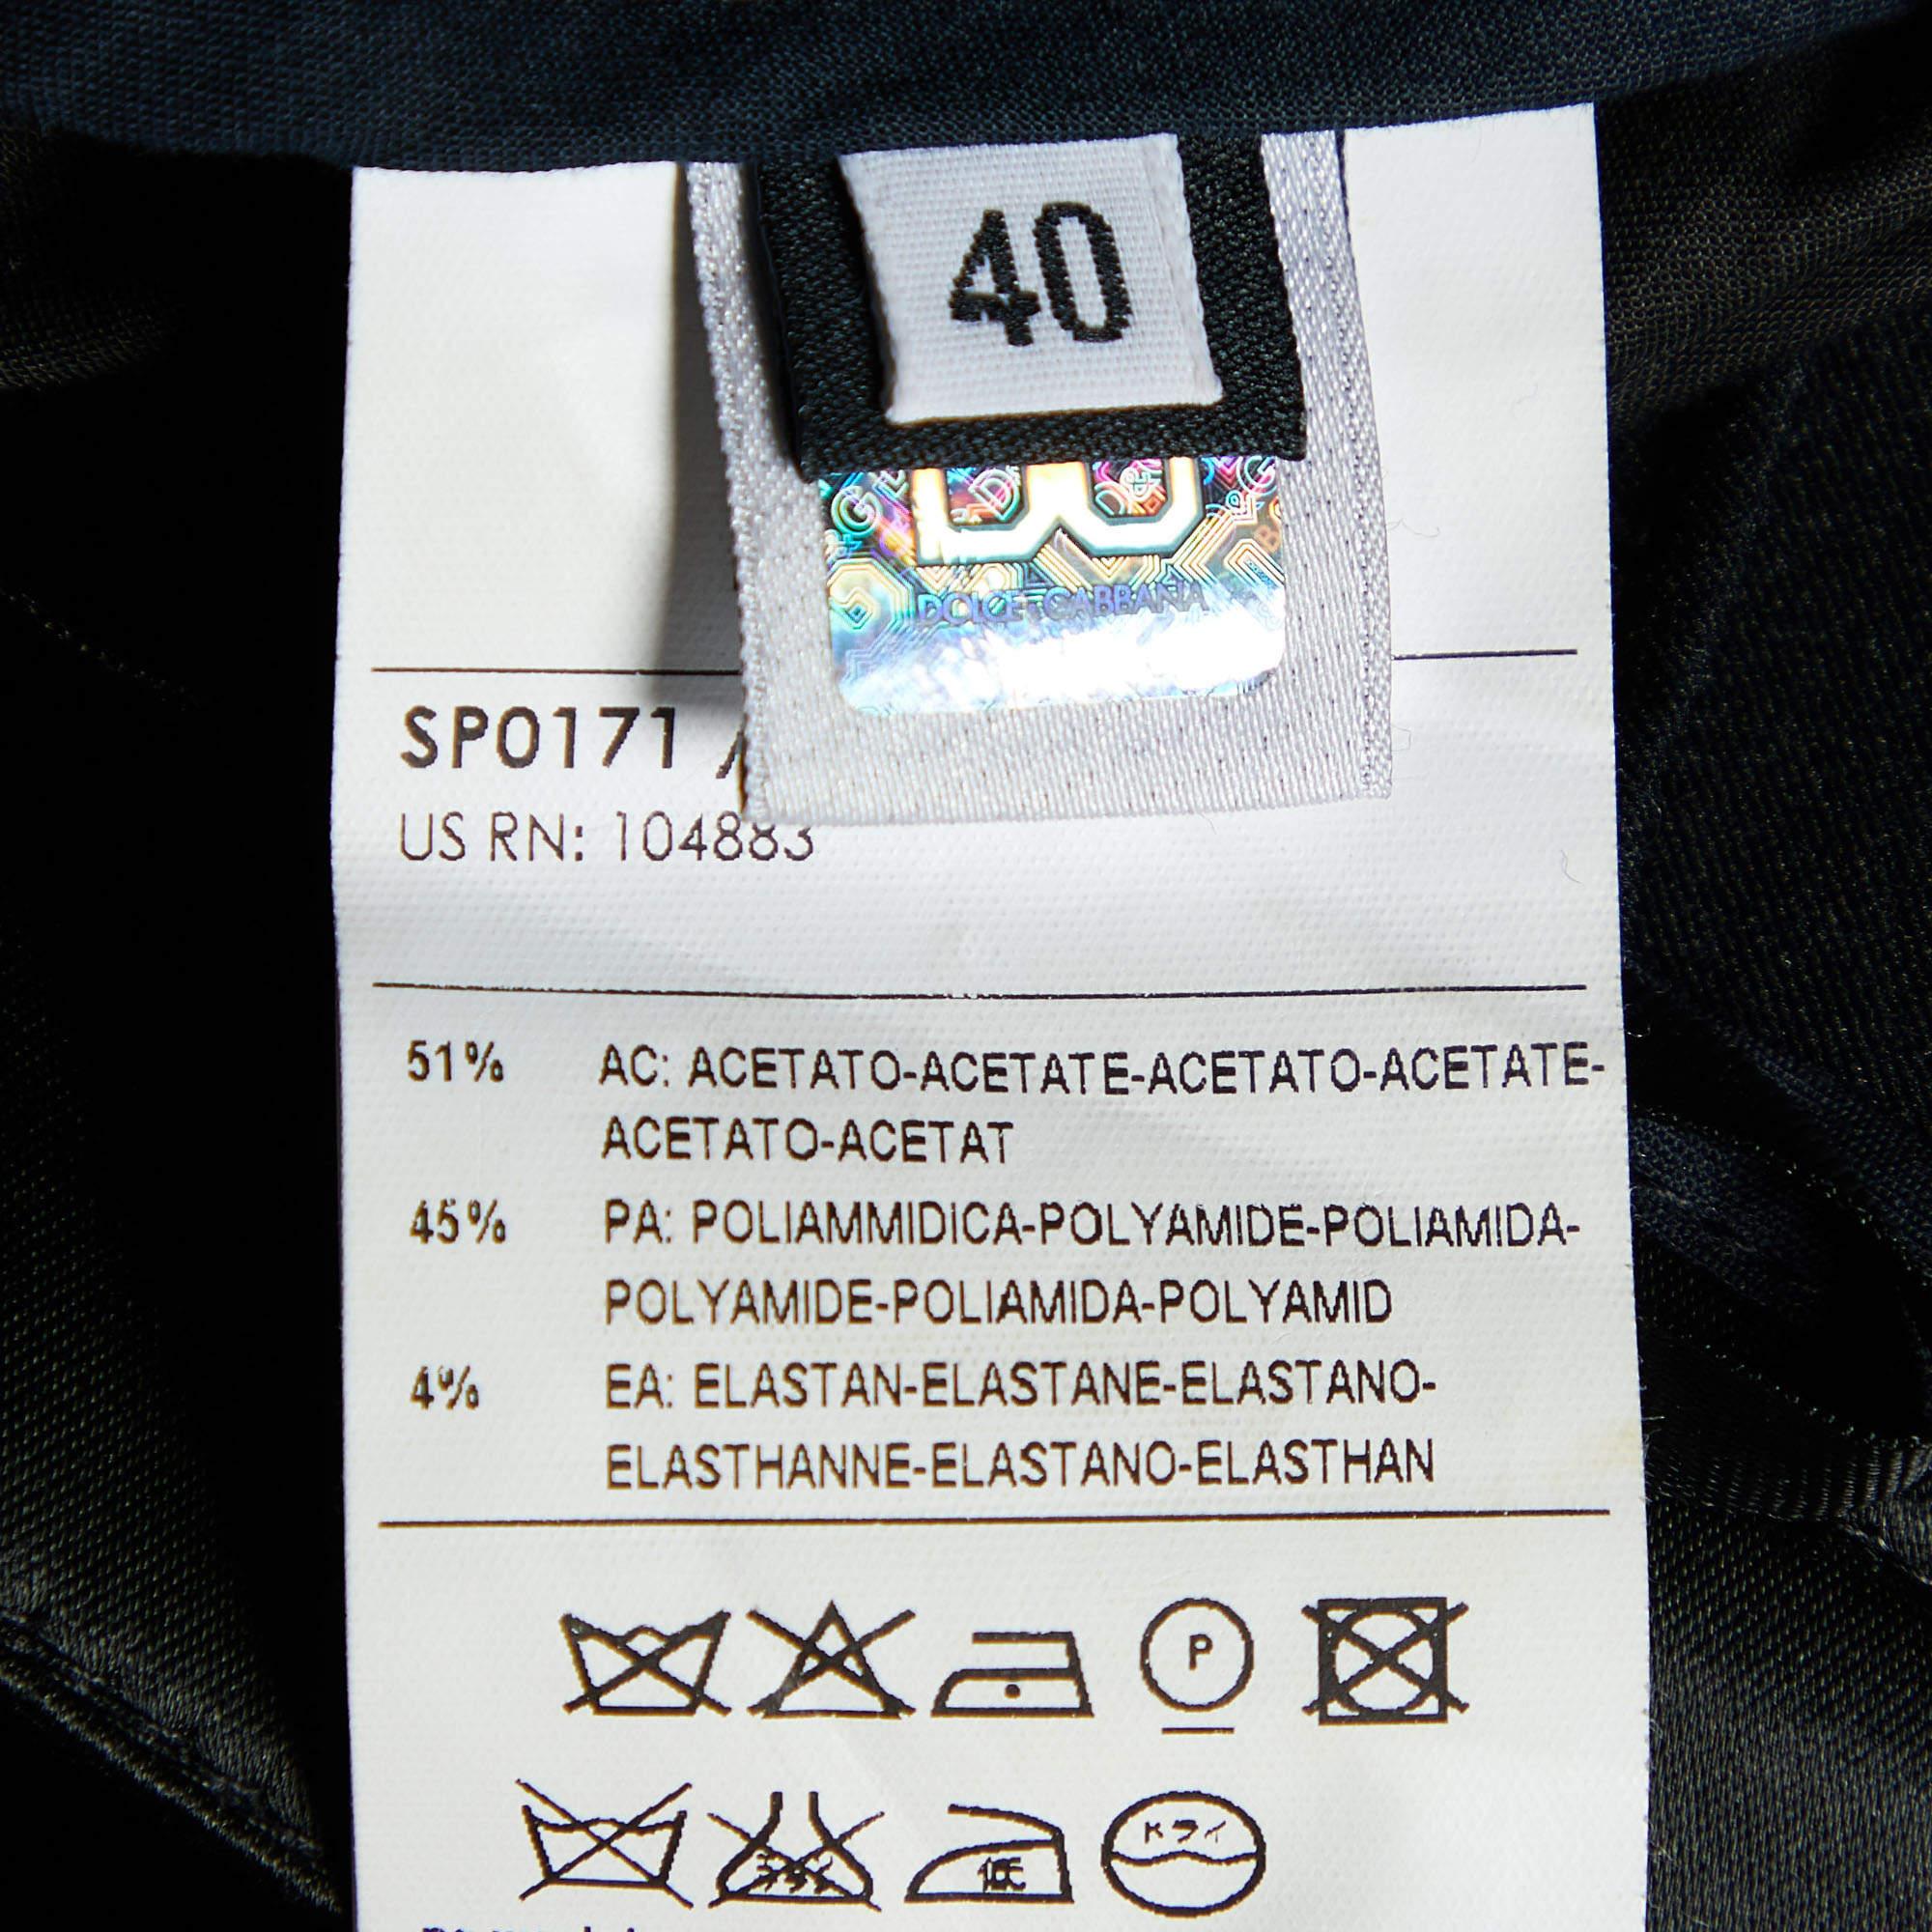 40
DOLCE & GABBANA
SP0171 /
US RN: 104883
51% AC: ACETATO-ACETATE-ACETATO-ACETATE-
ACETATO-ACETAT
45% PA: POLIAMMIDICA-POLYAMIDE-POLIAMIDA-
POLYAMIDE-POLIAMIDA-POLYAMID
4% EA: ELASTAN-ELASTANE-ELASTANO-
ELASTHANNE-ELASTANO-ELASTHAN
P
ドライ